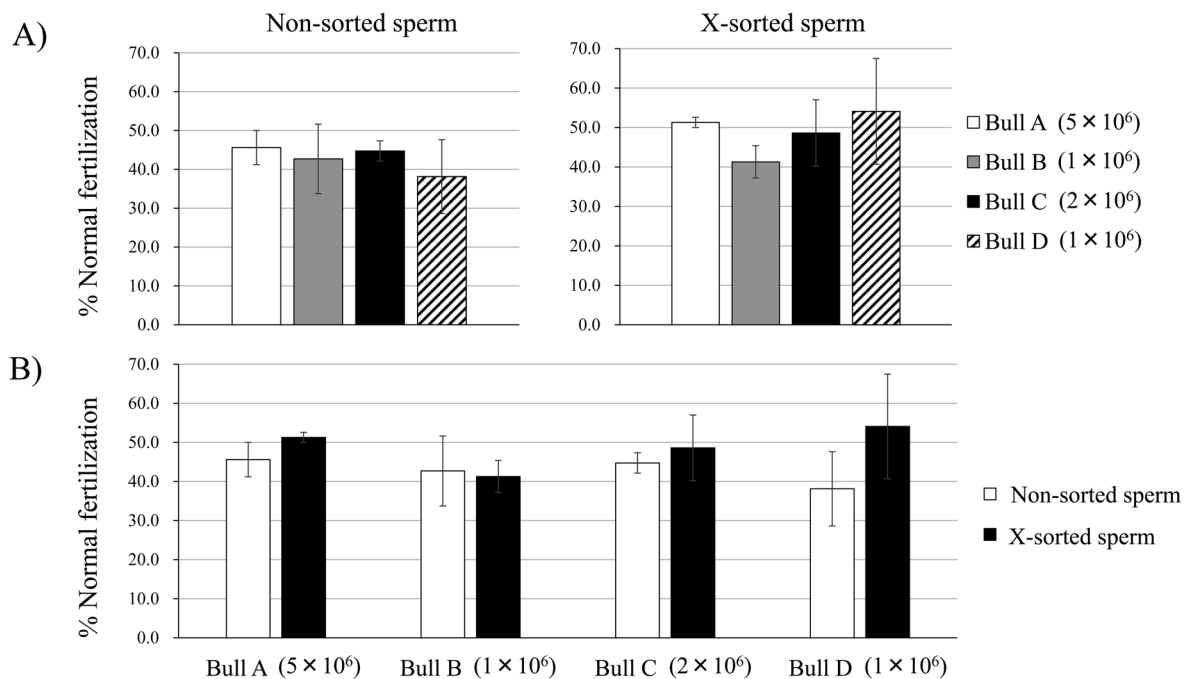 A)
Non-sorted sperm
X-sorted sperm
% Normal fertilization
70.0
60.0
50.0
40.0
30.0
20.0
10.0
0.0
70.0
60.0
50.0
40.0
30.0
20.0
10.0
0.0
Bull A (5 × 10⁶)
Bull B (1 × 10⁶)
Bull C (2 × 10⁶)
Bull D (1 × 10⁶)
B)
% Normal fertilization
70.0
60.0
50.0
40.0
30.0
20.0
10.0
0.0
Bull A (5 × 10⁶)
Bull B (1 × 10⁶)
Bull C (2 × 10⁶)
Bull D (1 × 10⁶)
Non-sorted sperm
X-sorted sperm